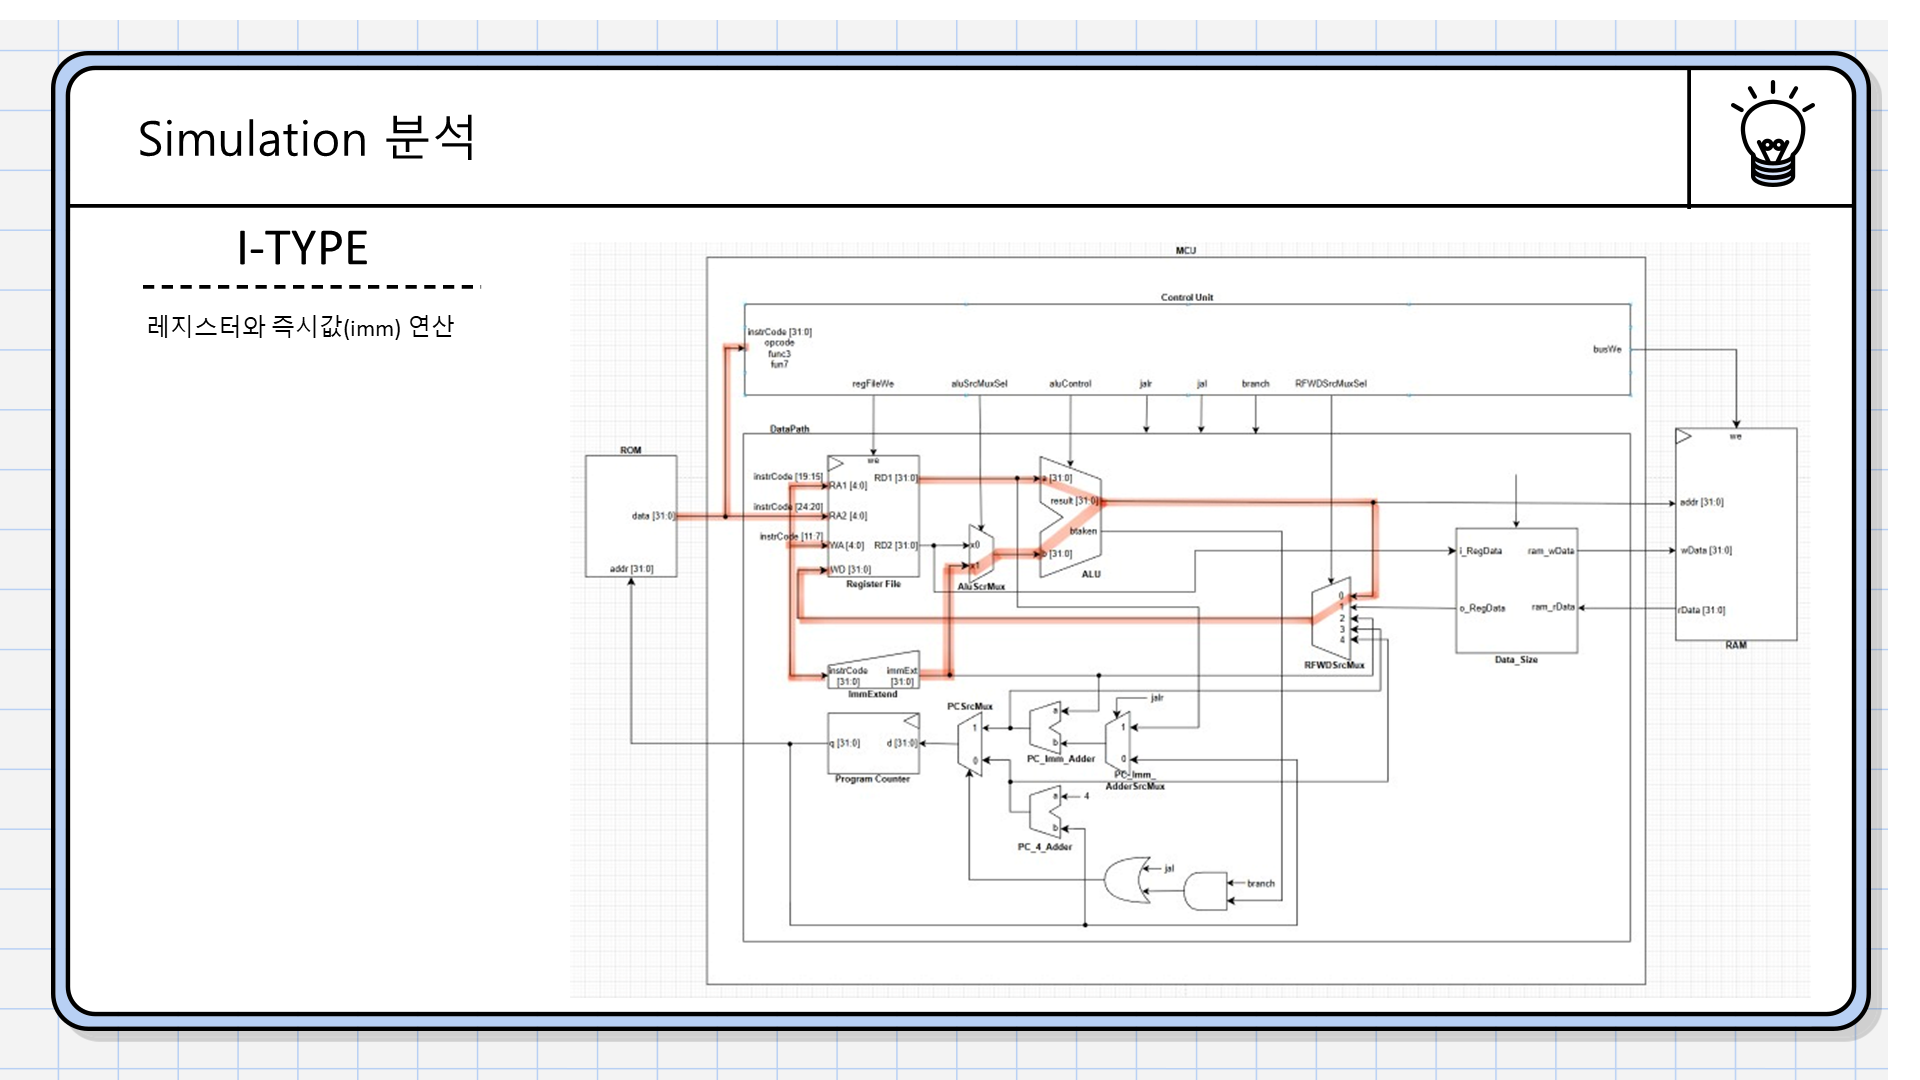 Simulation 분석
I-TYPE
레지스터와 즉시값(imm) 연산
MCU
Control Unit
instrCode [31:0]
opcode
func3
fun7
busWe
regFileWe
aluSrcMuxSel
aluControl
jalr
jal
branch
RFWDSrcMuxSel
DataPath
ROM
data [31:0]
addr [31:0]
instrCode [19:15]
instrCode [24:20]
instrCode [11:7]
we
RA1 [4:0]
RD1 [31:0]
RA2 [4:0]
WA [4:0]
RD2 [31:0]
WD [31:0]
Register File
x0
x1
AluScrMux
a [31:0]
result [31:0]
btaken
b [31:0]
ALU
0
1
2
3
4
RFWDSrcMux
i_RegData
ram_wData
o_RegData
ram_rData
Data_Size
we
addr [31:0]
wData [31:0]
rData [31:0]
RAM
instrCode
[31:0]
immExt
[31:0]
ImmExtend
PCSrcMux
1
0
q [31:0]
d [31:0]
Program Counter
a
b
PC_Imm_Adder
jalr
1
0
PC_Imm_
AdderSrcMux
a
4
b
PC_4_Adder
jal
branch